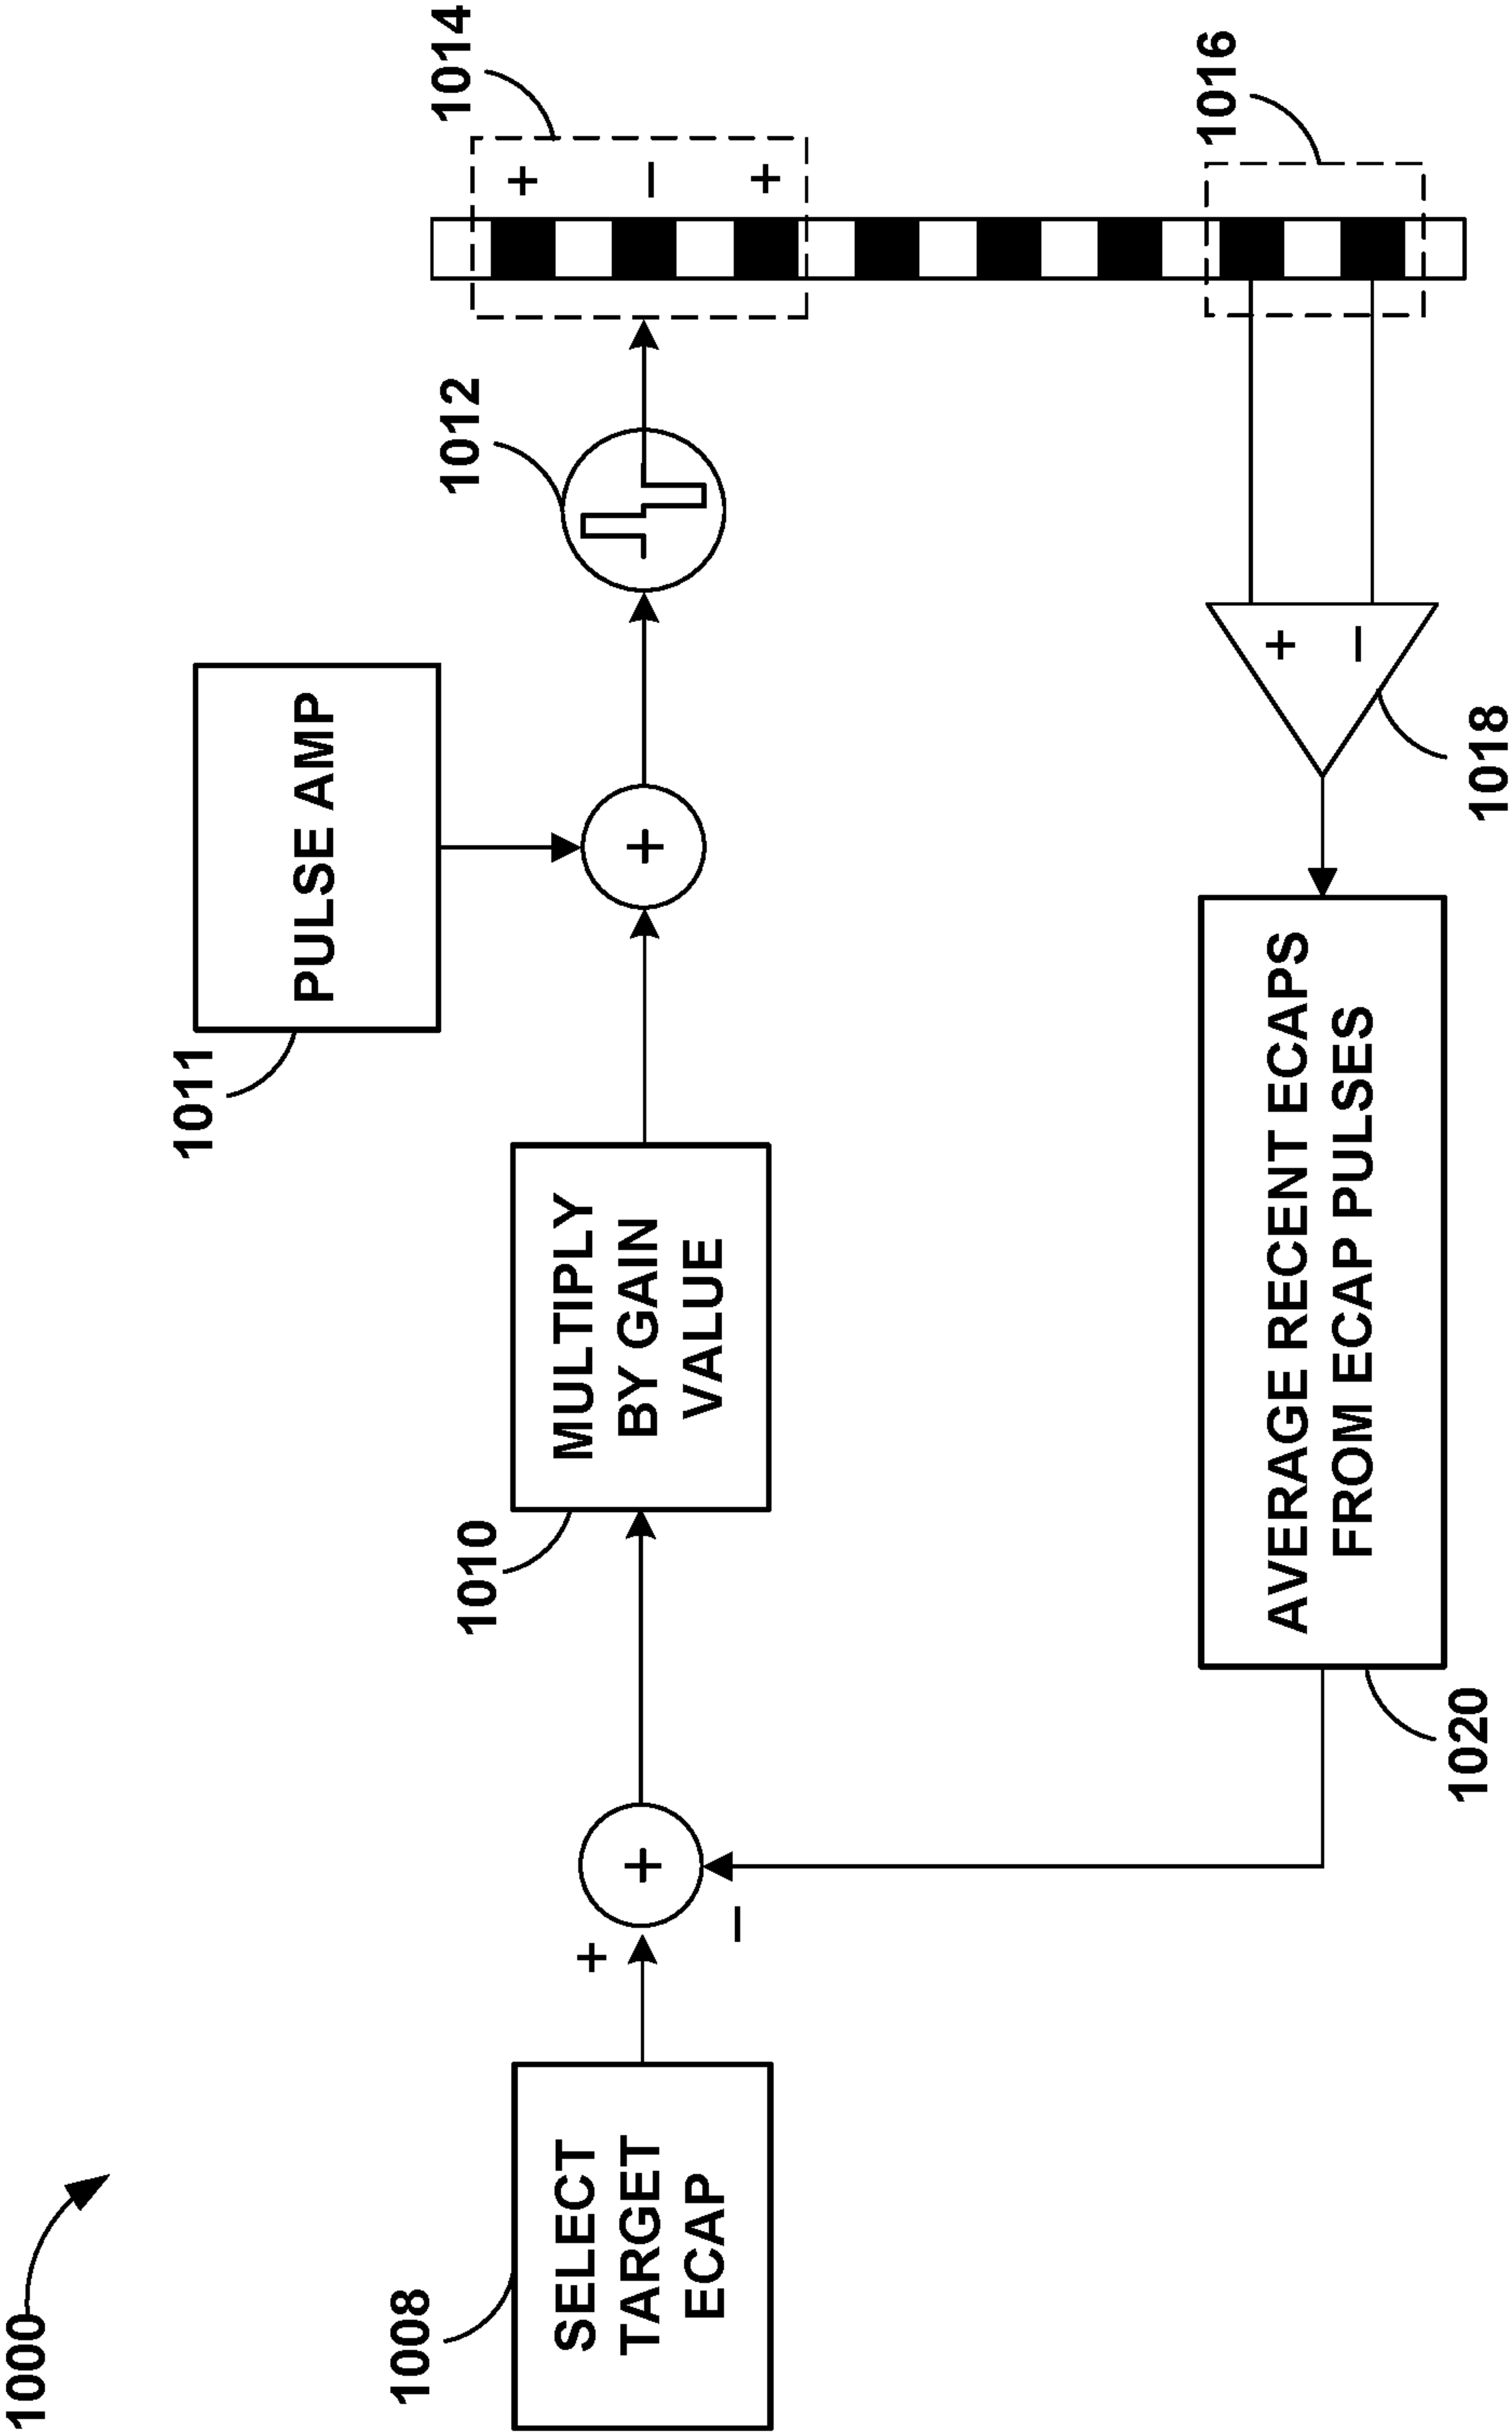 1000
1008
SELECT
TARGET
ECAP
+
−
+
1010
MULTIPLY
BY GAIN
VALUE
1011
PULSE AMP
+
1012
1014
+
−
+
1016
+
−
1018
AVERAGE RECENT ECAPS
FROM ECAP PULSES
1020